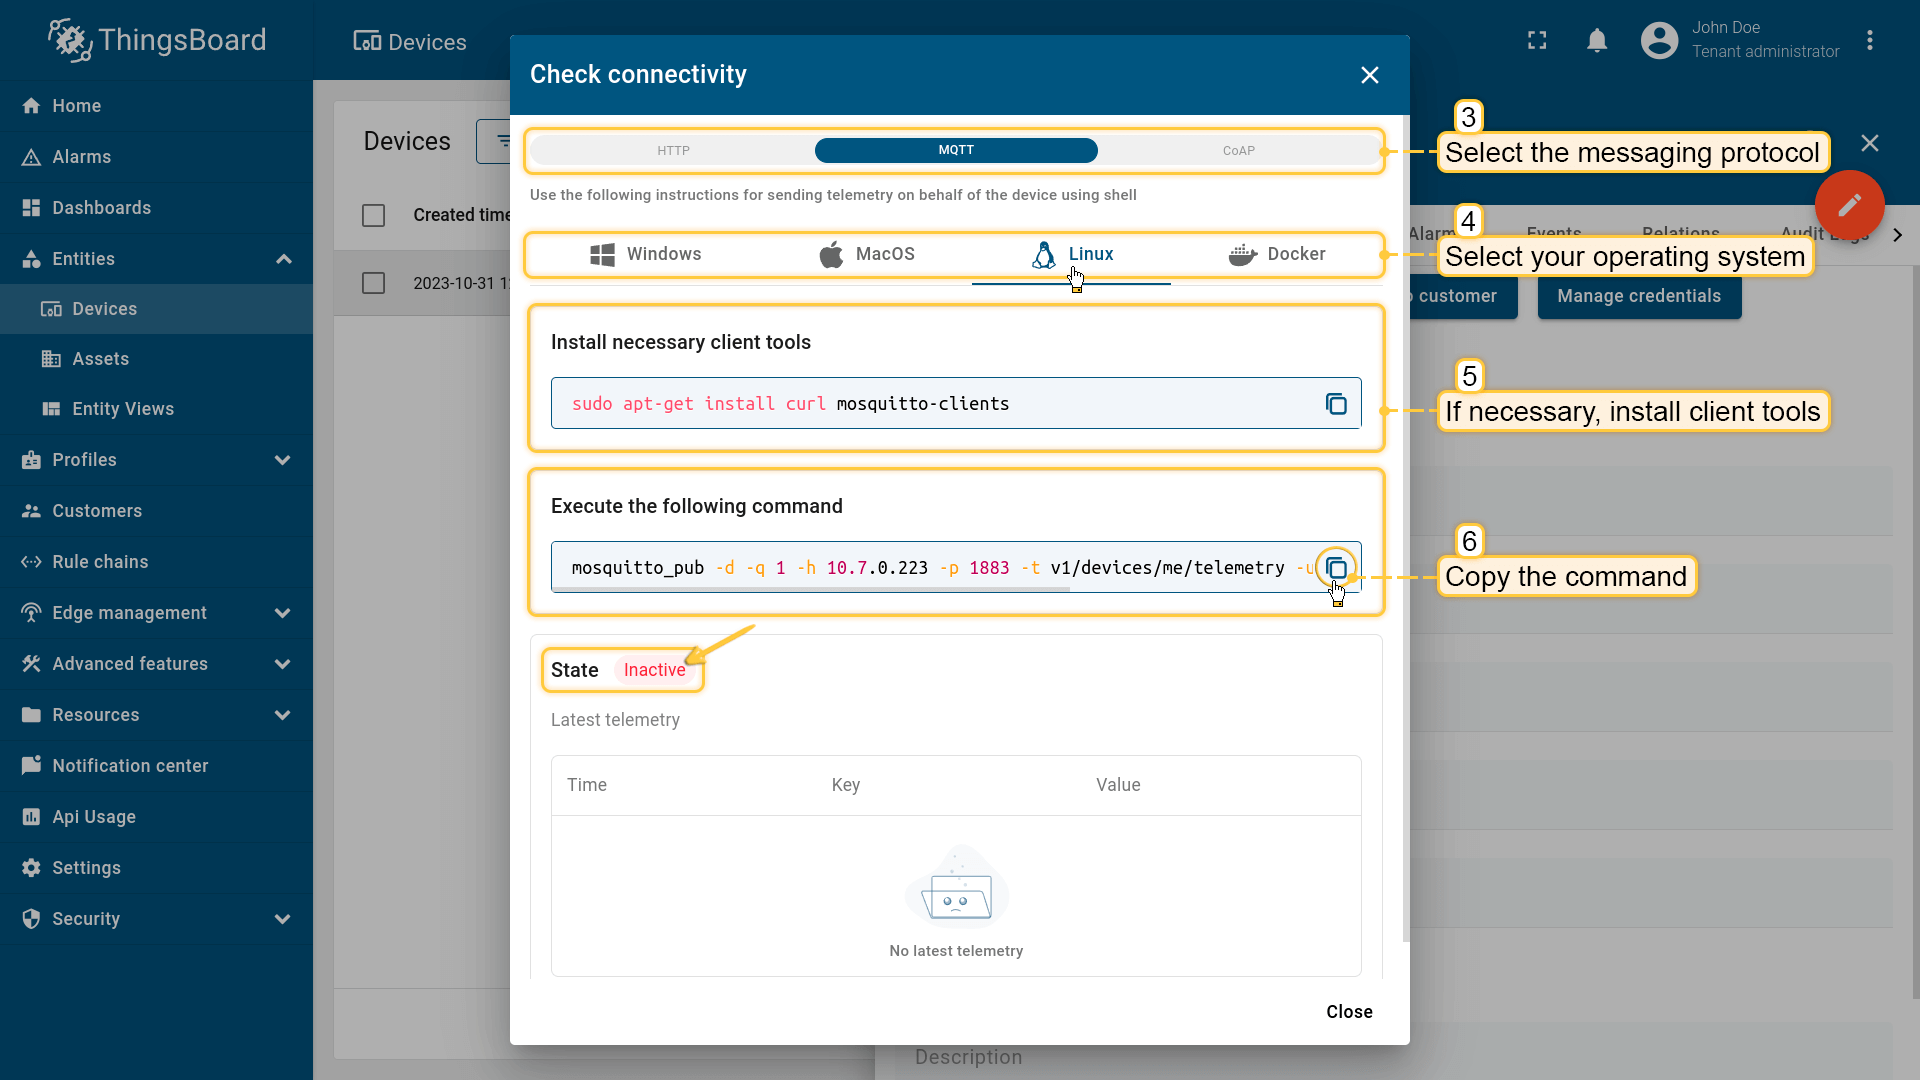 ThingsBoard
Devices
John Doe
Tenant administrator
Home
Alarms
Dashboards
Entities
Devices
Assets
Entity Views
Profiles
Customers
Rule chains
Edge management
Advanced features
Resources
Notification center
Api Usage
Settings
Security
Devices
Created time
2023-10-31 1
Check connectivity
HTTP
MQTT
CoAP
Use the following instructions for sending telemetry on behalf of the device using shell
Windows
MacOS
Linux
Docker
Install necessary client tools
sudo apt-get install curl mosquitto-clients
Execute the following command
mosquitto_pub -d -q 1 -h 10.7.0.223 -p 1883 -t v1/devices/me/telemetry -u
State
Inactive
Latest telemetry
Time
Key
Value
No latest telemetry
Close
3
Select the messaging protocol
Events
Relations
Audit Logs
4
Select your operating system
customer
Manage credentials
5
If necessary, install client tools
6
Copy the command
Description